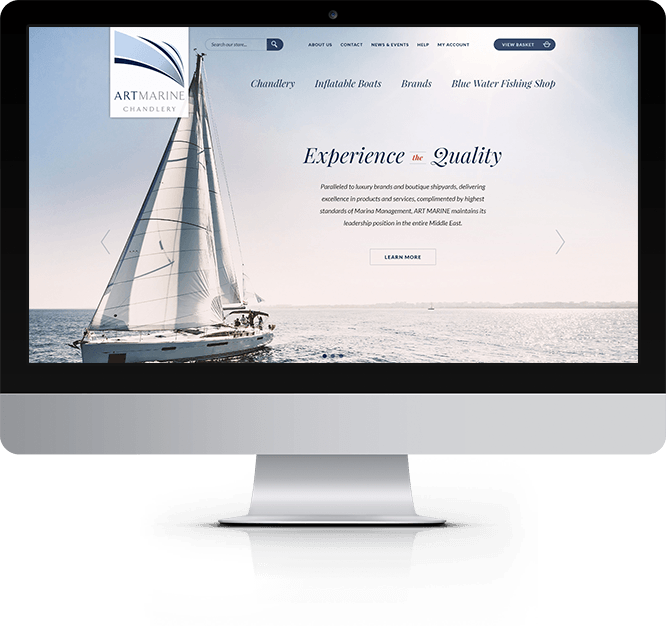 ARTMARINE
CHANDLERY
Search our store...
ABOUT US CONTACT NEWS & EVENTS HELP MY ACCOUNT
VIEW BASKET
Chandlery Inflatable Boats Brands Blue Water Fishing Shop
Experience the Quality
Paralleled to luxury brands and boutique shipyards, delivering
excellence in products and services, complimented by highest
standards of Marina Management, ART MARINE maintains its
leadership position in the entire Middle East.
LEARN MORE